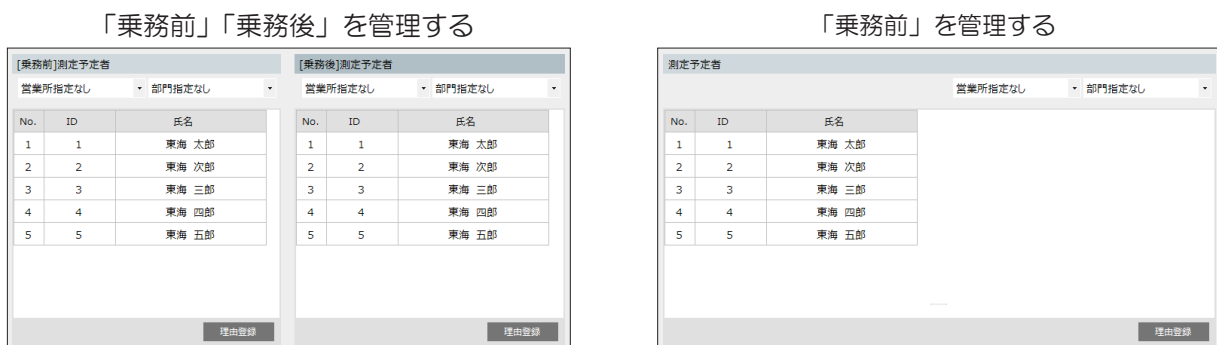 「乗務前」「乗務後」を管理する
[乗務前]測定予定者
営業所指定なし 部門指定なし
No. ID 氏名
1 1 東海 太郎
2 2 東海 次郎
3 3 東海 三郎
4 4 東海 四郎
5 5 東海 五郎
理由登録
[乗務後]測定予定者
営業所指定なし 部門指定なし
No. ID 氏名
1 1 東海 太郎
2 2 東海 次郎
3 3 東海 三郎
4 4 東海 四郎
5 5 東海 五郎
理由登録
「乗務前」を管理する
測定予定者
営業所指定なし 部門指定なし
No. ID 氏名
1 1 東海 太郎
2 2 東海 次郎
3 3 東海 三郎
4 4 東海 四郎
5 5 東海 五郎
理由登録